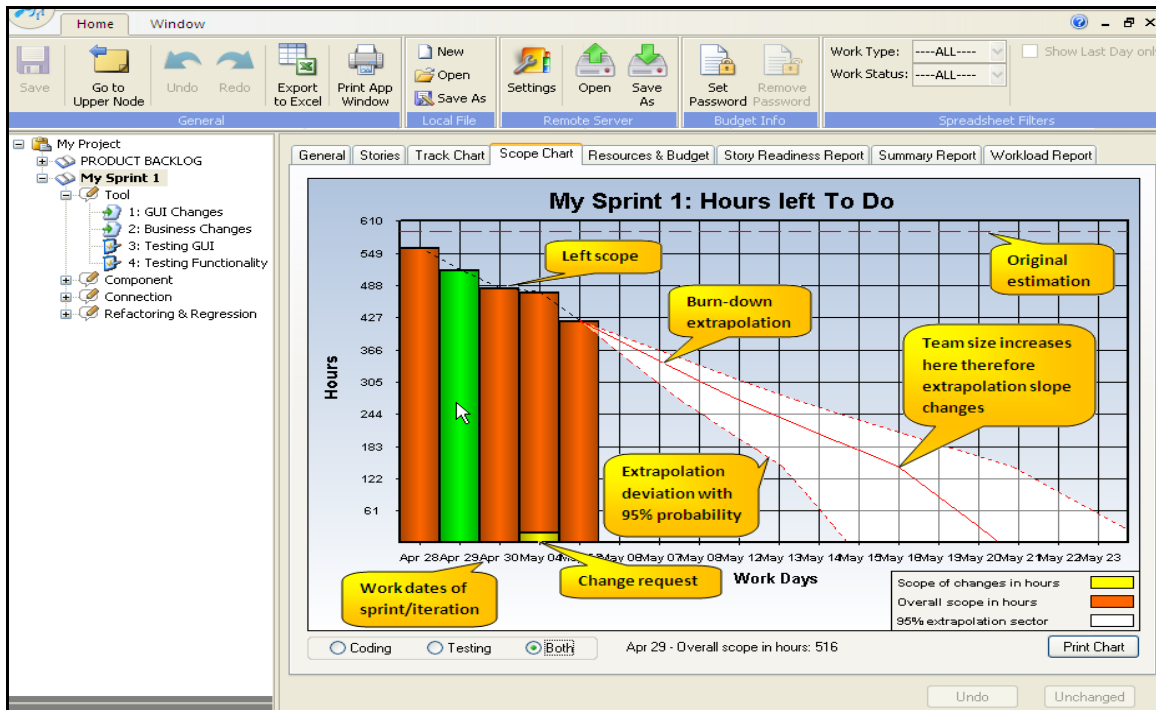 Home Window
Save
Go to
Upper Node
Undo
Redo
Export
to Excel
Print App
Window
General
New
Open
Save As
Local File
Settings
Open
Save
As
Remote Server
Set
Password
Remove
Password
Budget Info
Work Type: ----ALL----
Work Status: ----ALL----
Show Last Day onl
Spreadsheet Filters
My Project
PRODUCT BACKLOG
My Sprint 1
Tool
1: GUI Changes
2: Business Changes
3: Testing GUI
4: Testing Functionality
Component
Connection
Refactoring & Regression
General Stories Track Chart Scope Chart Resources & Budget Story Readiness Report Summary Report Workload Report
My Sprint 1: Hours left To Do
Hours
610
549
488
427
366
305
244
183
122
61
Left scope
Original
estimation
Burn-down
extrapolation
Team size increases
here therefore
extrapolation slope
changes
Extrapolation
deviation with
95% probability
Apr 28 Apr 29 Apr 30 May 04 May 06 May 07 May 08 May 12 May 13 May 14 May 15 May 16 May 19 May 20 May 21 May 22 May 23
Work Days
Work dates of
sprint/iteration
Change request
Scope of changes in hours
Overall scope in hours
95% extrapolation sector
Coding Testing Both
Apr 29 - Overall scope in hours: 516
Print Chart
Undo
Unchanged